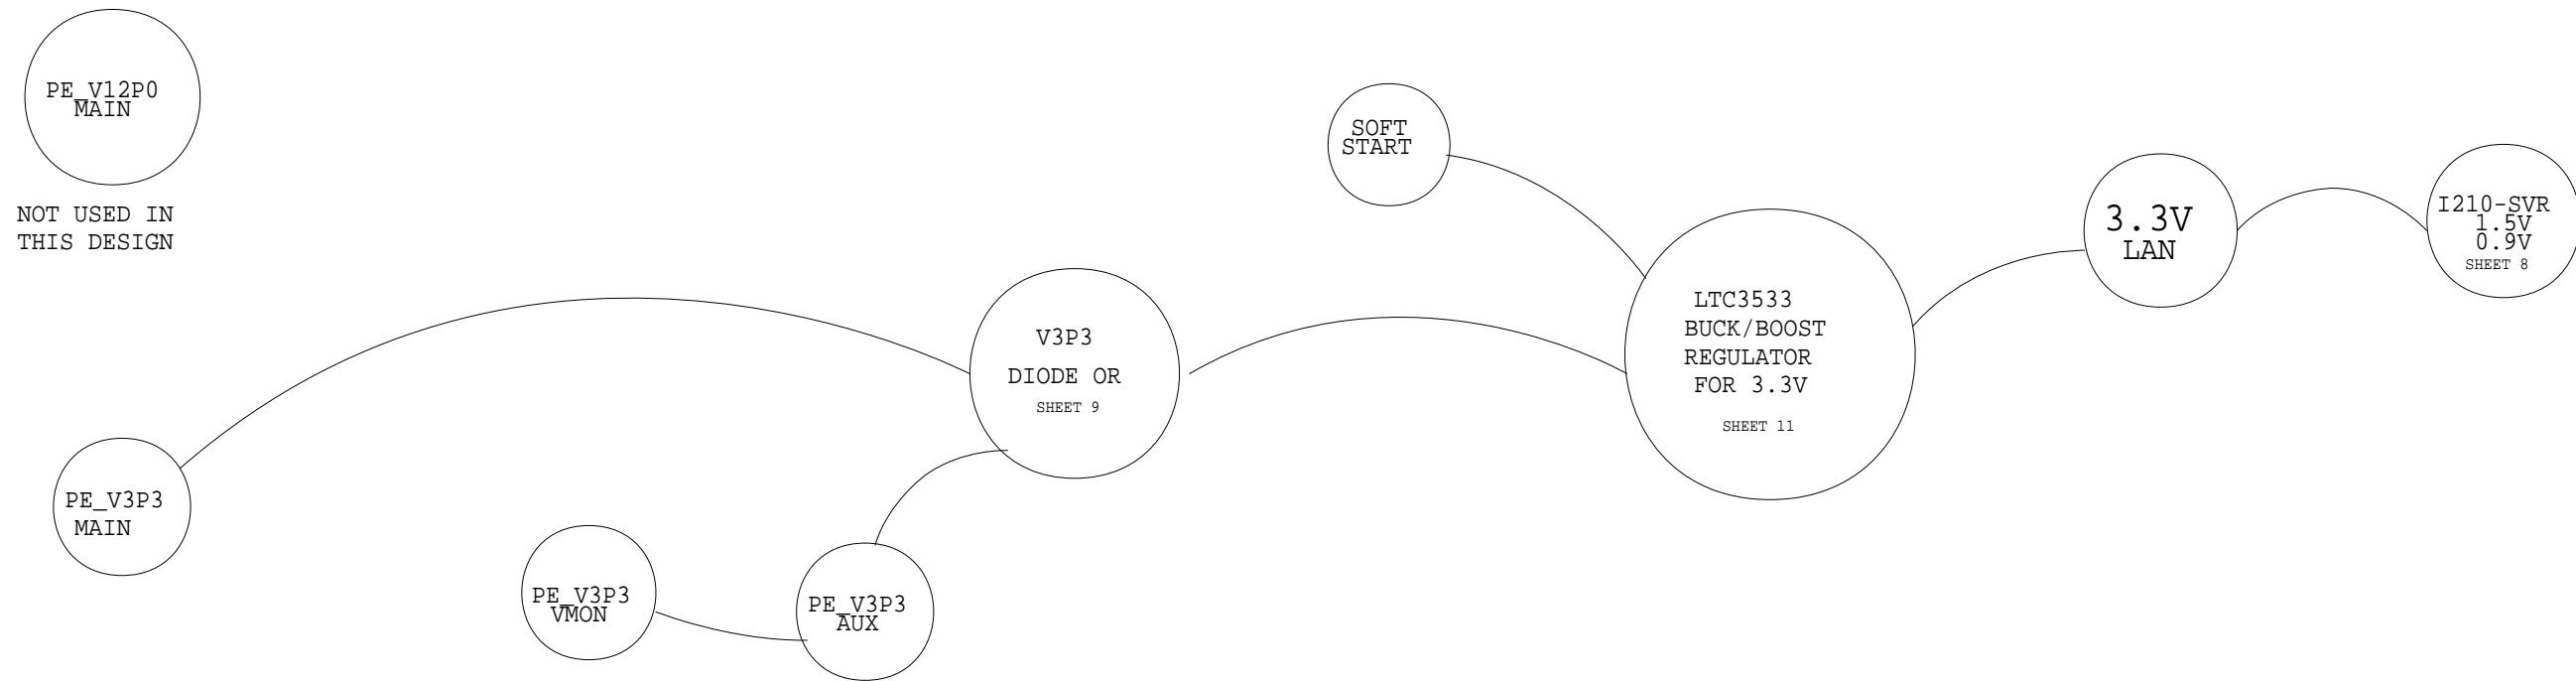 PE_V12P0
MAIN
NOT USED IN
THIS DESIGN
PE_V3P3
MAIN
PE_V3P3
VMON
PE_V3P3
AUX
V3P3
DIODE OR
SHEET 9
SOFT
START
LTC3533
BUCK/BOOST
REGULATOR
FOR 3.3V
SHEET 11
3.3V
LAN
I210-SVR
1.5V
0.9V
SHEET 8